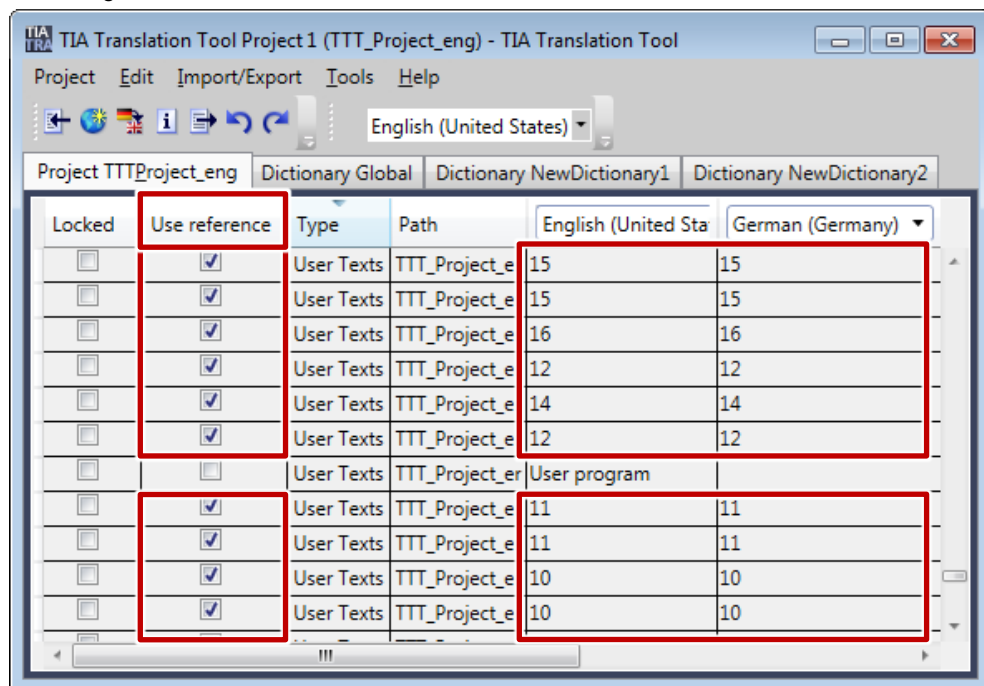 TIA Translation Tool Project 1 (TTT_Project_eng) - TIA Translation Tool
Project Edit Import/Export Tools Help
English (United States)
Project TTTProject_eng Dictionary Global Dictionary NewDictionary1 Dictionary NewDictionary2
Locked Use reference Type Path English (United Sta German (Germany)
User Texts TTT_Project_e 15 15
User Texts TTT_Project_e 15 15
User Texts TTT_Project_e 16 16
User Texts TTT_Project_e 12 12
User Texts TTT_Project_e 14 14
User Texts TTT_Project_e 12 12
User Texts TTT_Project_er User program
User Texts TTT_Project_e 11 11
User Texts TTT_Project_e 11 11
User Texts TTT_Project_e 10 10
User Texts TTT_Project_e 10 10